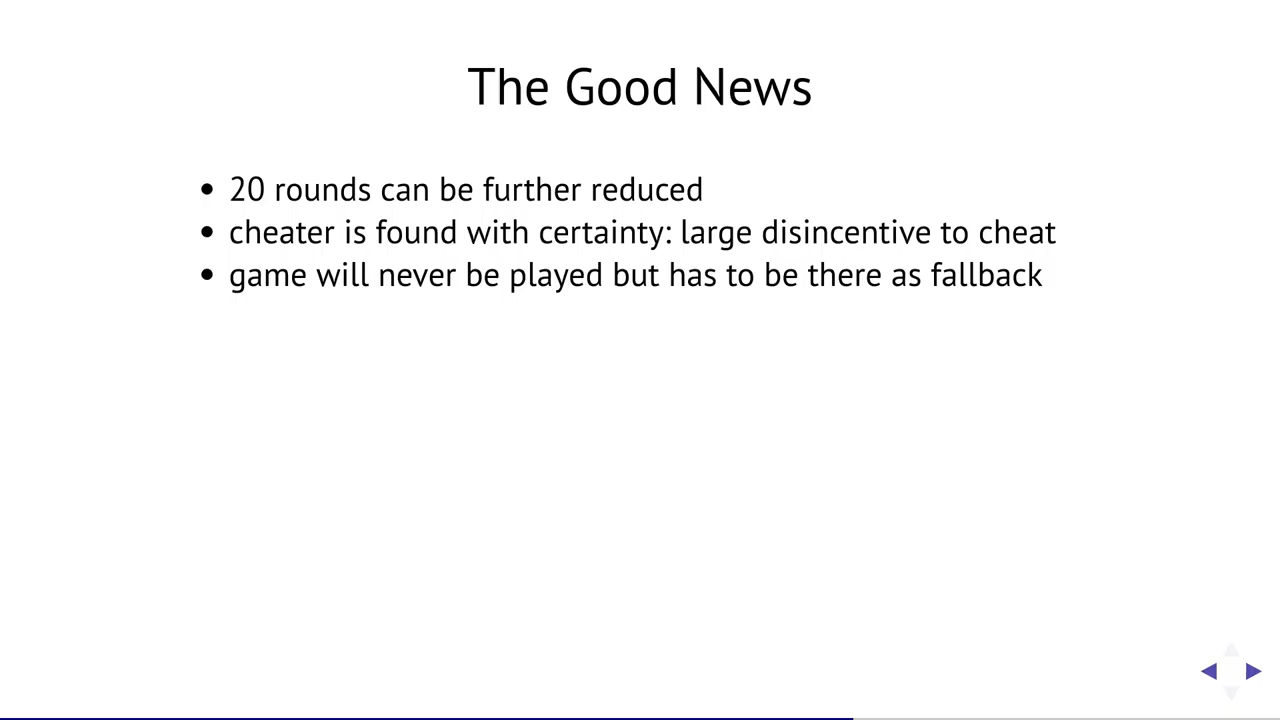 The Good News
• 20 rounds can be further reduced
• cheater is found with certainty: large disincentive to cheat
• game will never be played but has to be there as fallback